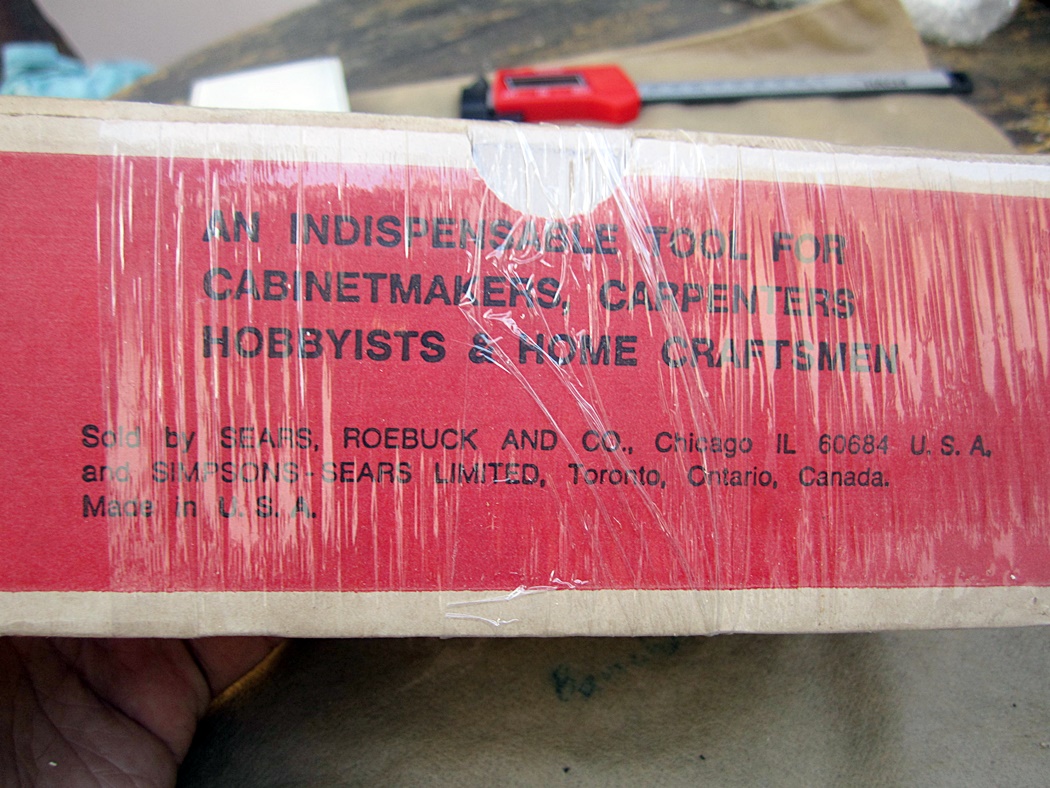 AN INDISPENSABLE TOOL FOR
CABINETMAKERS, CARPENTERS
HOBBYISTS & HOME CRAFTSMEN
Sold by SEARS, ROEBUCK AND CO., Chicago IL 60684 U.S.A.
and SIMPSONS-SEARS LIMITED, Toronto, Ontario, Canada.
Made in U.S.A.